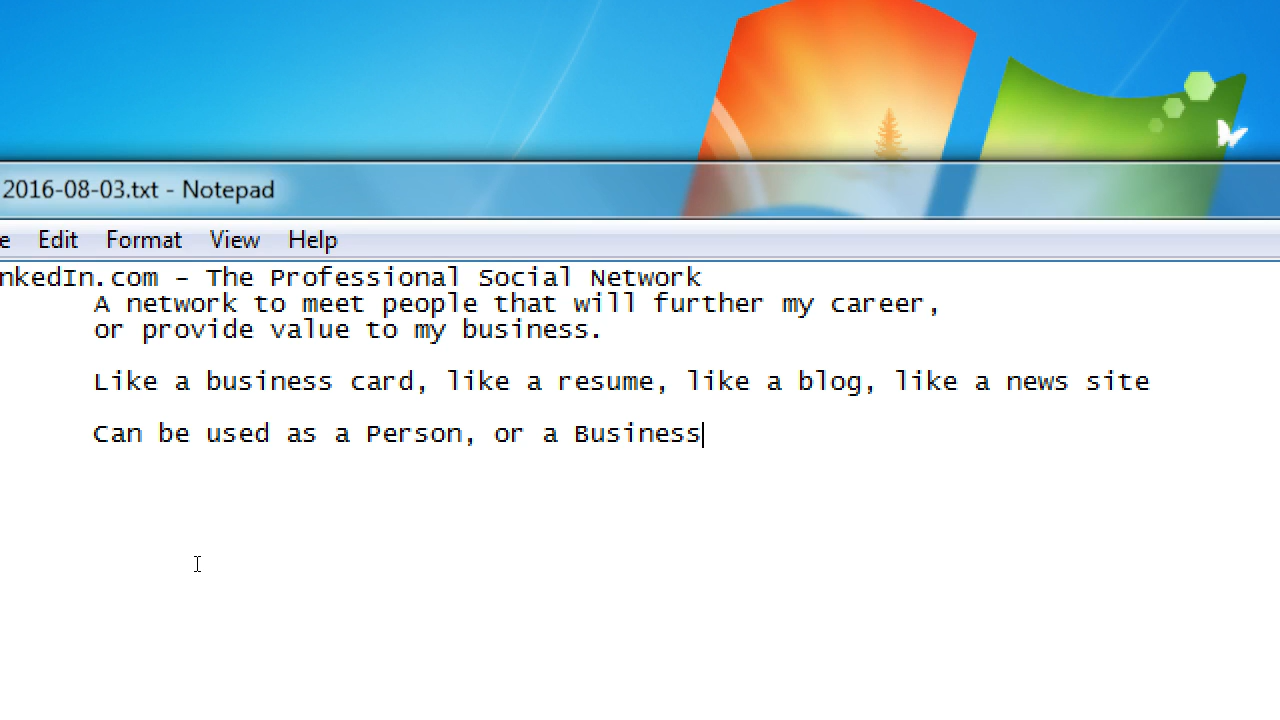 2016-08-03.txt - Notepad
e Edit Format View Help
nkedIn.com - The Professional Social Network
A network to meet people that will further my career,
or provide value to my business.
Like a business card, like a resume, like a blog, like a news site
Can be used as a Person, or a Business